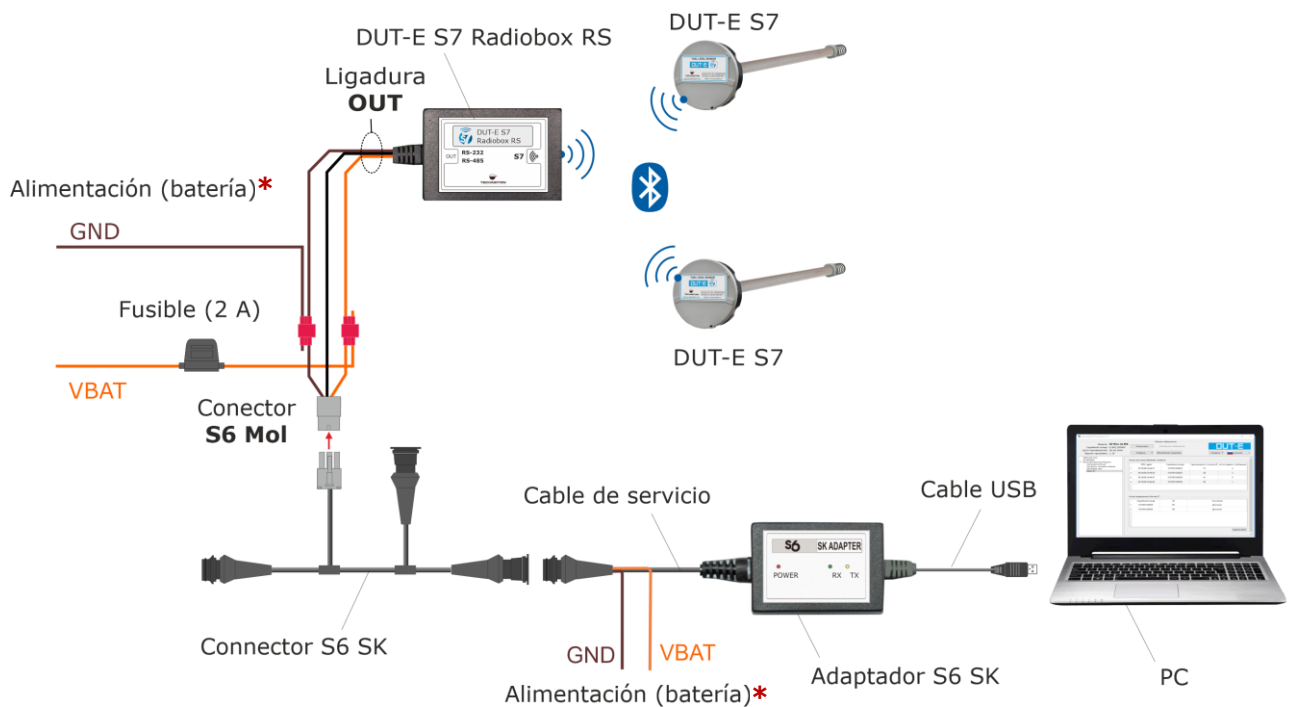 DUT-E S7
DUT-E S7 Radiobox RS
Ligadura
OUT
DUT-E S7
Radiobox RS
OUT
RS-232
RS-485
S7
DUT-E
Alimentación (batería)*
GND
Fusible (2 A)
VBAT
DUT-E
DUT-E S7
Conector
S6 Mol
Cable de servicio
Cable USB
DUT-E
S6 SK ADAPTER
POWER RX TX
Connector S6 SK
GND VBAT
Alimentación (batería)*
Adaptador S6 SK
PC